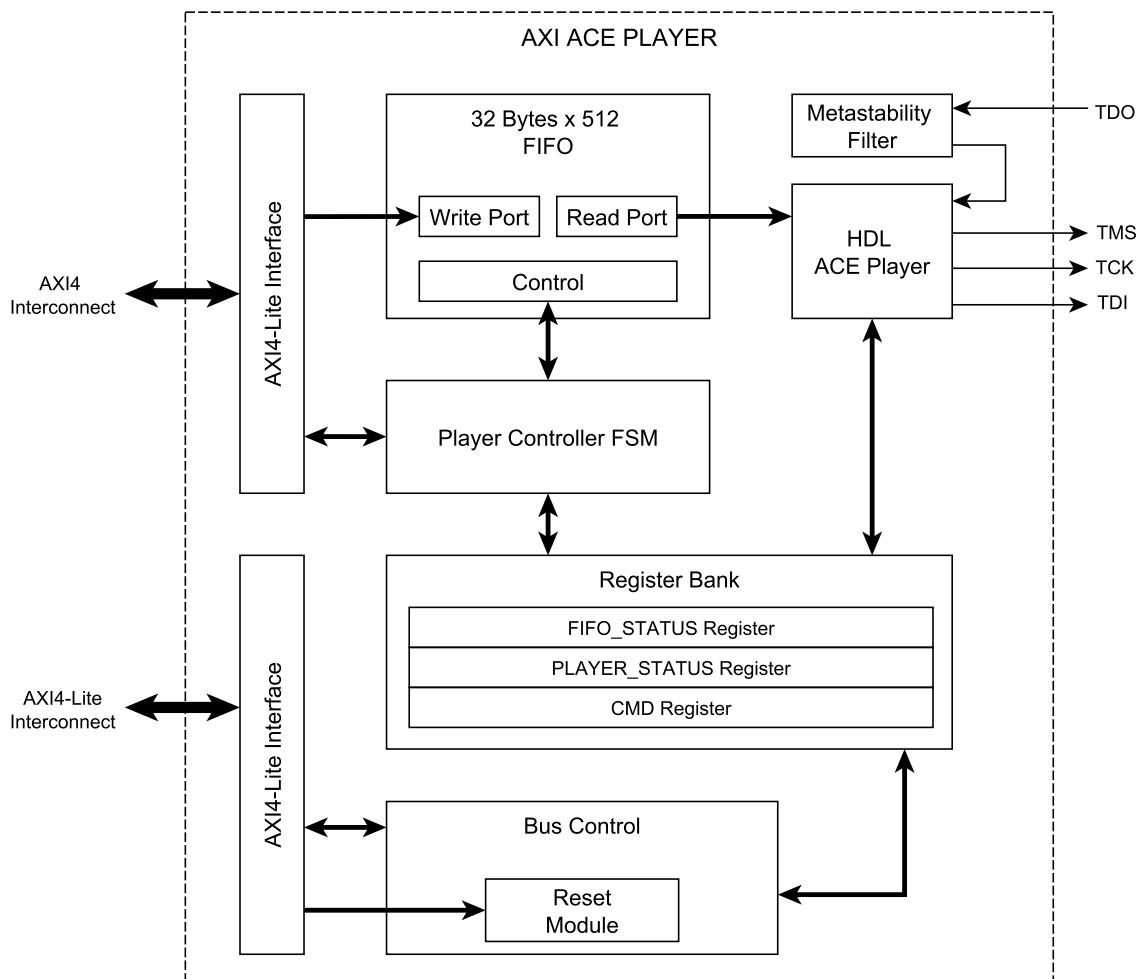 AXI ACE PLAYER
32 Bytes x 512
FIFO
Metastability
Filter
TDO
Write Port
Read Port
HDL
ACE Player
TMS
TCK
TDI
Control
AXI4
Interconnect
AXI4-Lite Interface
Player Controller FSM
Register Bank
FIFO_STATUS Register
PLAYER_STATUS Register
CMD Register
AXI4-Lite
Interconnect
AXI4-Lite Interface
Bus Control
Reset
Module